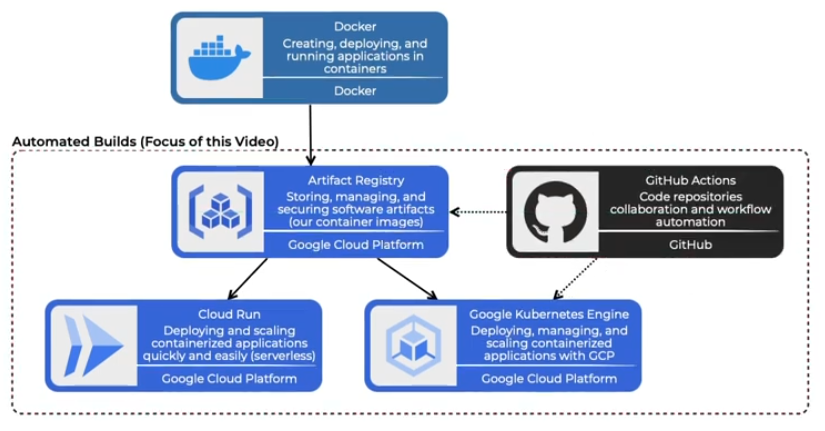 Docker
Creating, deploying, and
running applications in
containers
Docker
Automated Builds (Focus of this Video)
Artifact Registry
Storing, managing, and
securing software artifacts
(our container images)
Google Cloud Platform
GitHub Actions
Code repositories
collaboration and workflow
automation
GitHub
Cloud Run
Deploying and scaling
containerized applications
quickly and easily (serverless)
Google Cloud Platform
Google Kubernetes Engine
Deploying, managing, and
scaling containerized
applications with GCP
Google Cloud Platform